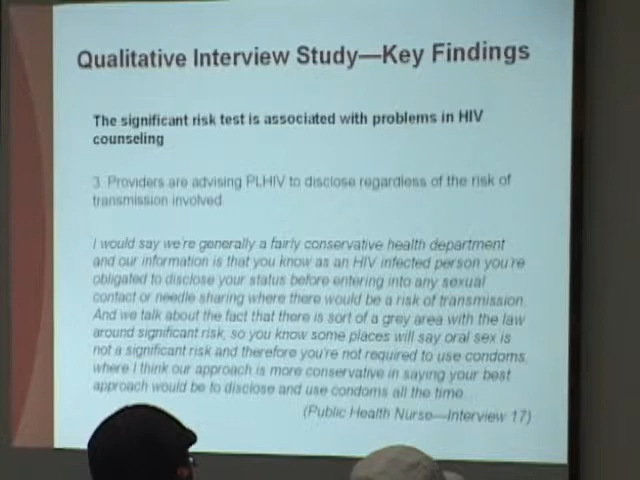 Qualitative Interview Study—Key Findings
The significant risk test is associated with problems in HIV
counseling
3. Providers are advising PLHIV to disclose regardless of the risk of
transmission involved
I would say we're generally a fairly conservative health department
and our information is that you know as an HIV infected person you're
obligated to disclose your status before entering into any sexual
contact or needle sharing where there would be a risk of transmission.
And we talk about the fact that there is sort of a grey area with the law
around significant risk, so you know some places will say oral sex is
not a significant risk and therefore you're not required to use condoms,
where I think our approach is more conservative in saying your best
approach would be to disclose and use condoms all the time.
(Public Health Nurse—Interview 17)